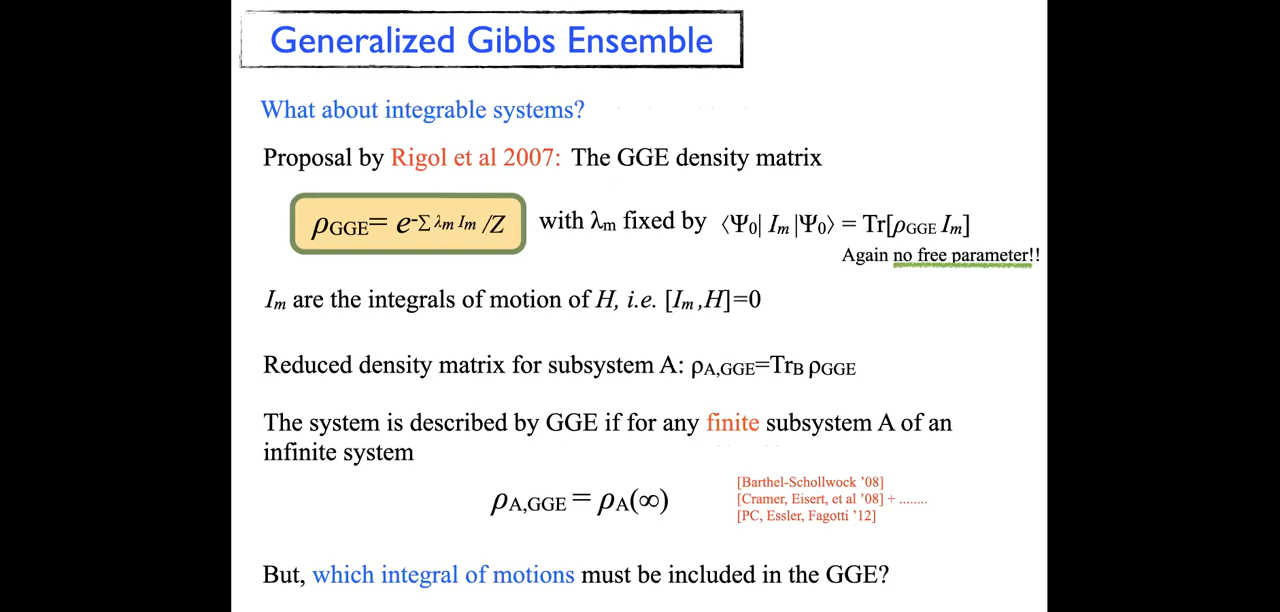 Generalized Gibbs Ensemble
What about integrable systems?
Proposal by Rigol et al 2007: The GGE density matrix
ρGGE= e-∑ λm Im /Z with λm fixed by ⟨Ψ0| Im |Ψ0⟩ = Tr[ρGGE Im]
Again no free parameter!!
Im are the integrals of motion of H, i.e. [Im ,H]=0
Reduced density matrix for subsystem A: ρA,GGE=TrB ρGGE
The system is described by GGE if for any finite subsystem A of an
infinite system
ρA,GGE = ρA(∞)
[Barthel-Schollwock ’08]
[Cramer, Eisert, et al ’08] + ........
[PC, Essler, Fagotti ’12]
But, which integral of motions must be included in the GGE?